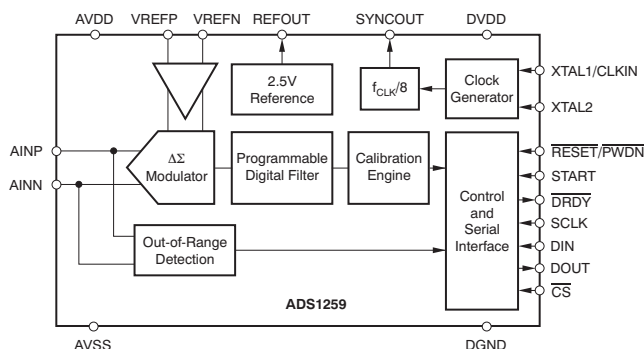 AVDD VREFP VREFN REFOUT SYNCOUT DVDD
2.5V
Reference
fCLK/8
Clock
Generator
XTAL1/CLKIN
XTAL2
AINP
AINN
ΔΣ
Modulator
Programmable
Digital Filter
Calibration
Engine
Out-of-Range
Detection
Control
and
Serial
Interface
RESET/PWDN
START
DRDY
SCLK
DIN
DOUT
CS
ADS1259
AVSS DGND